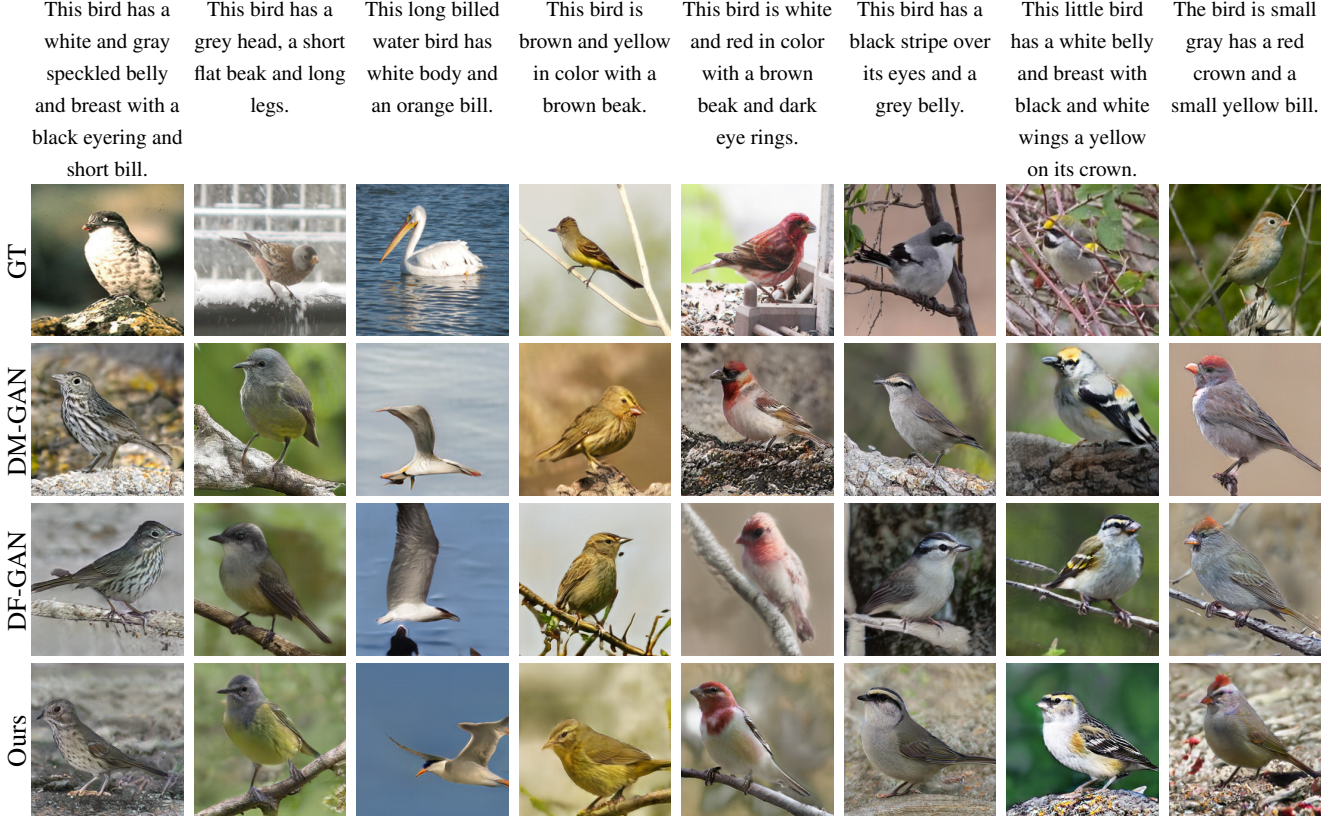 This bird has a
white and gray
speckled belly
and breast with a
black eyering and
short bill.
This bird has a
grey head, a short
flat beak and long
legs.
This long billed
water bird has
white body and
an orange bill.
This bird is
brown and yellow
in color with a
brown beak.
This bird is white
and red in color
with a brown
beak and dark
eye rings.
This bird has a
black stripe over
its eyes and a
grey belly.
This little bird
has a white belly
and breast with
black and white
wings a yellow
on its crown.
The bird is small
gray has a red
crown and a
small yellow bill.
GT
DM-GAN
DF-GAN
Ours